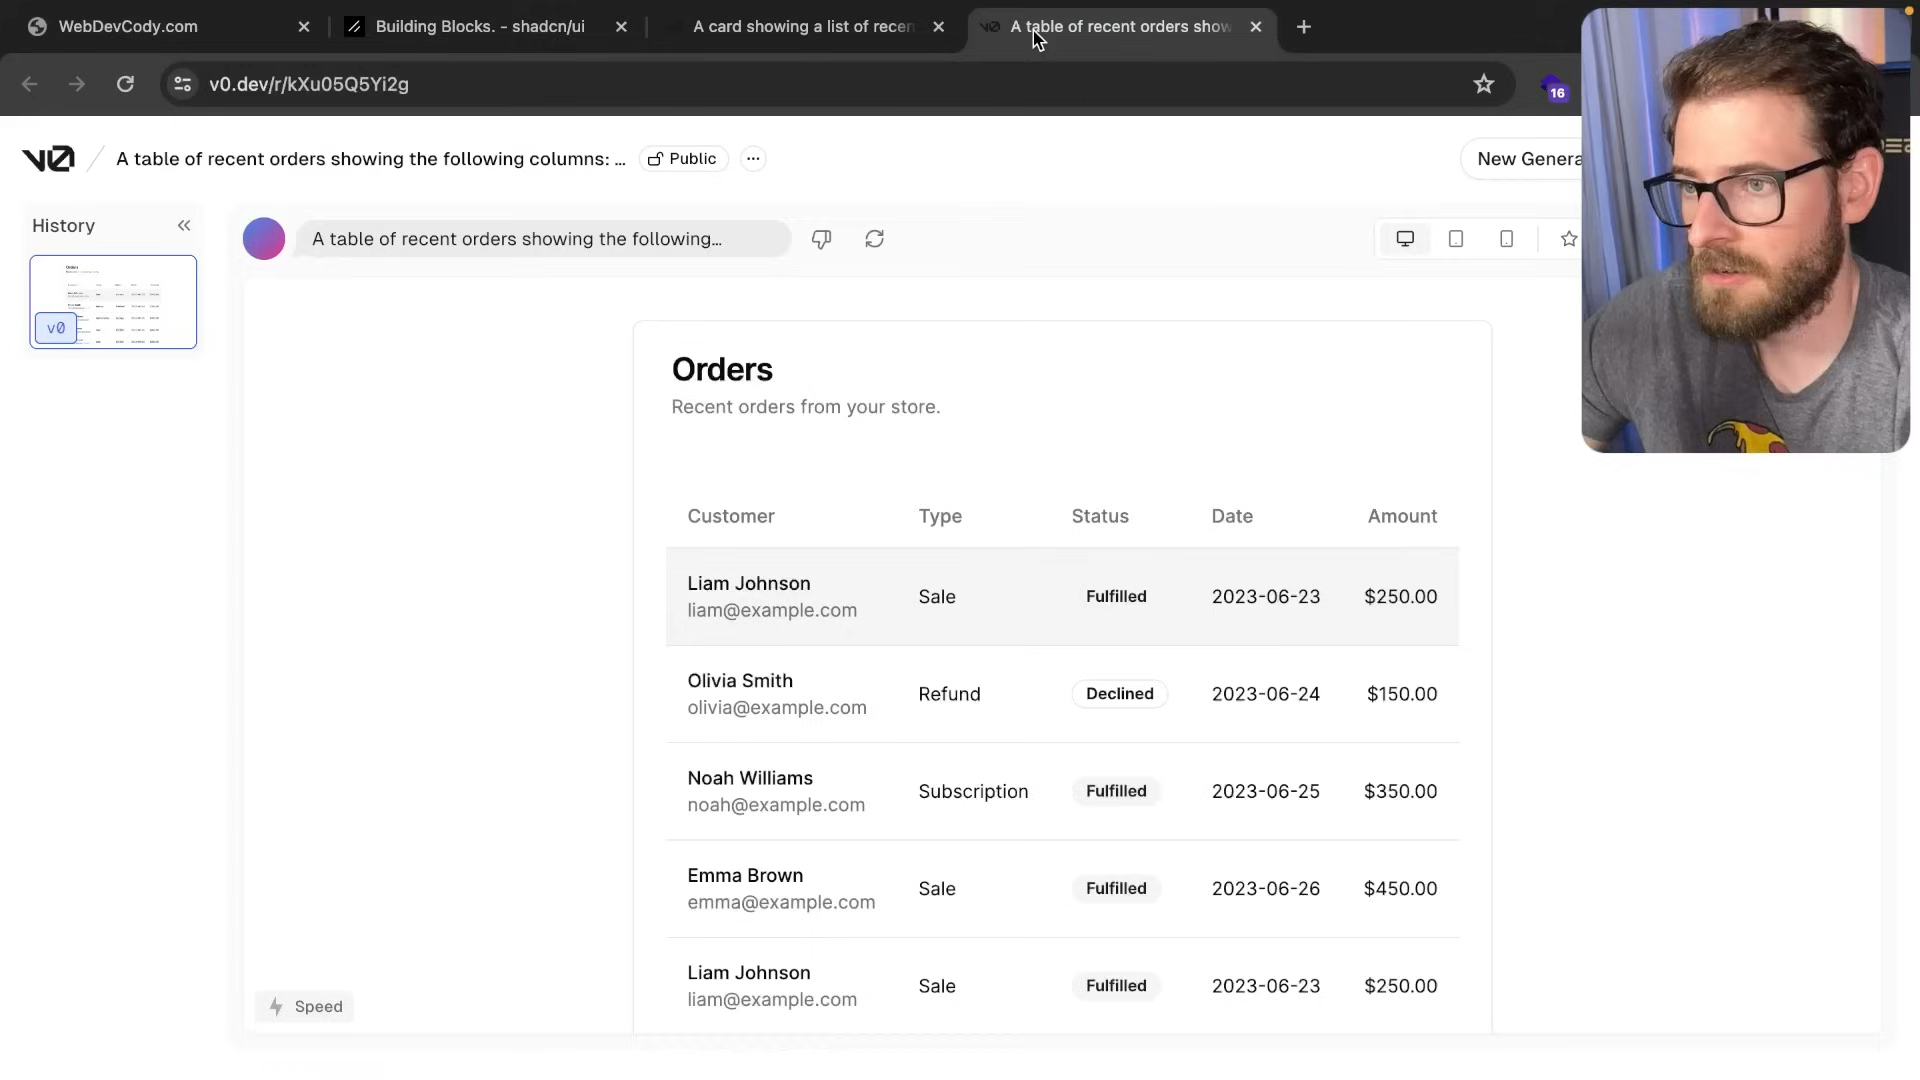 WebDevCody.com
Building Blocks. - shadcn/ui
A card showing a list of recen
A table of recent orders show
v0.dev/r/kXu05Q5Yi2g
16
v0
A table of recent orders showing the following columns: ...
Public
New Genera
History
A table of recent orders showing the following...
v0
Orders
Recent orders from your store.
Customer Type Status Date Amount
Liam Johnson
liam@example.com
Sale Fulfilled 2023-06-23 $250.00
Olivia Smith
olivia@example.com
Refund Declined 2023-06-24 $150.00
Noah Williams
noah@example.com
Subscription Fulfilled 2023-06-25 $350.00
Emma Brown
emma@example.com
Sale Fulfilled 2023-06-26 $450.00
Liam Johnson
liam@example.com
Sale Fulfilled 2023-06-23 $250.00
Speed